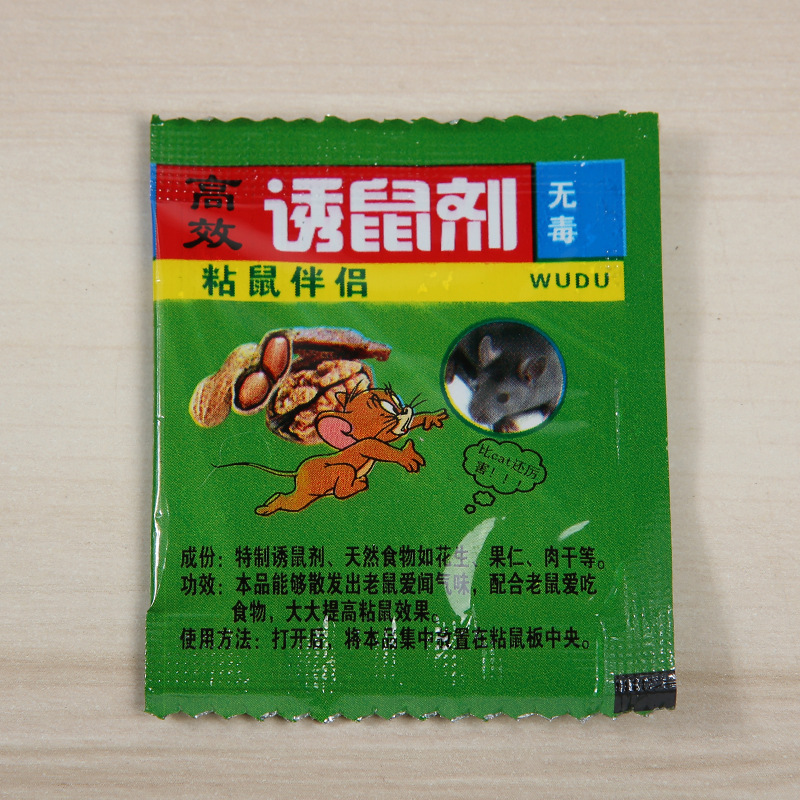 高效 诱鼠剂 无毒
粘鼠伴侣 WUDU
比cat还厉
害！！！
成份：特制诱鼠剂、天然食物如花生、果仁、肉干等。
功效：本品能够散发出老鼠爱闻气味，配合老鼠爱吃
食物，大大提高粘鼠效果。
使用方法：打开后，将本品集中放置在粘鼠板中央。